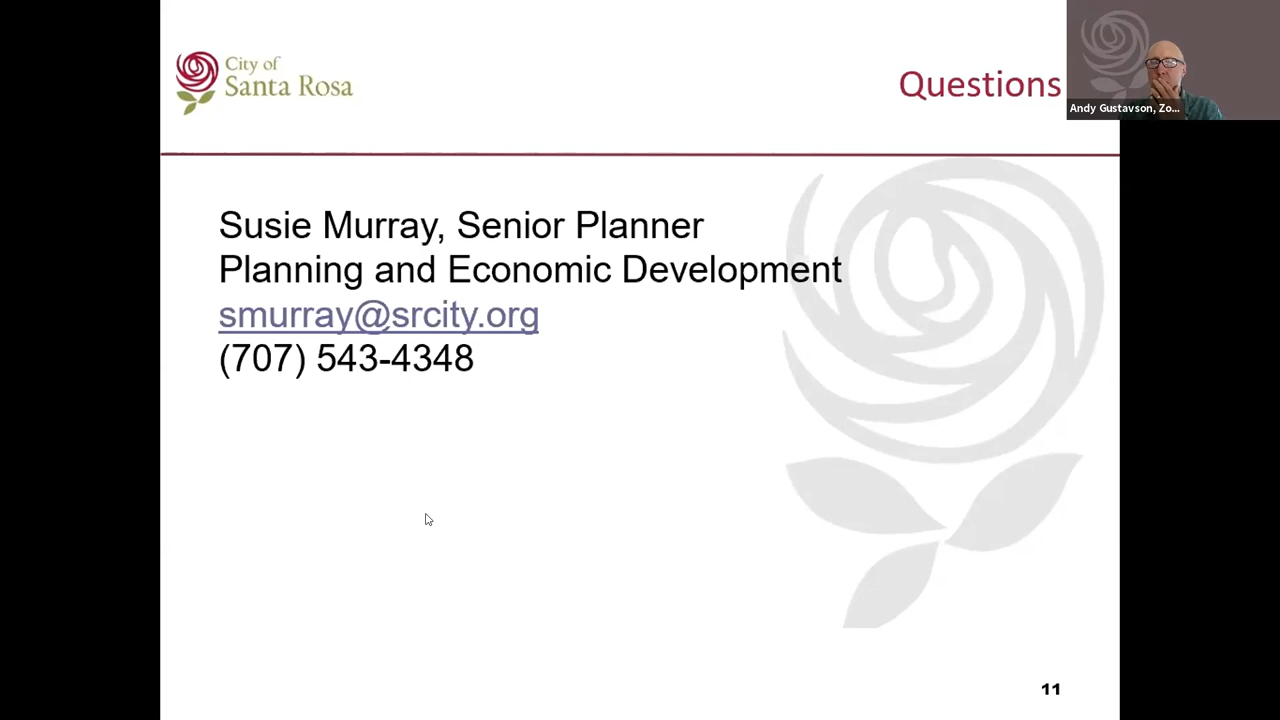 City of
Santa Rosa
Questions
Andy Gustavson, Zo...
Susie Murray, Senior Planner
Planning and Economic Development
smurray@srcity.org
(707) 543-4348
11